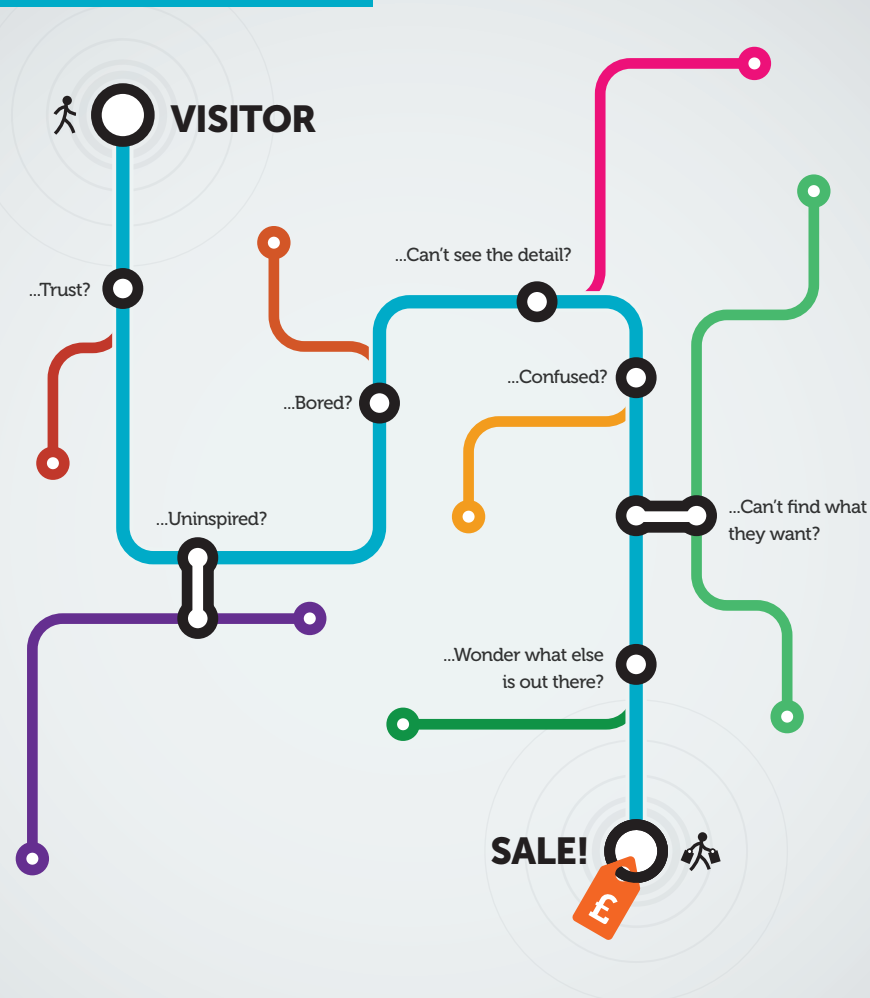 VISITOR
...Trust?
...Uninspired?
...Bored?
...Can't see the detail?
...Confused?
...Can't find what
they want?
...Wonder what else
is out there?
SALE!
£